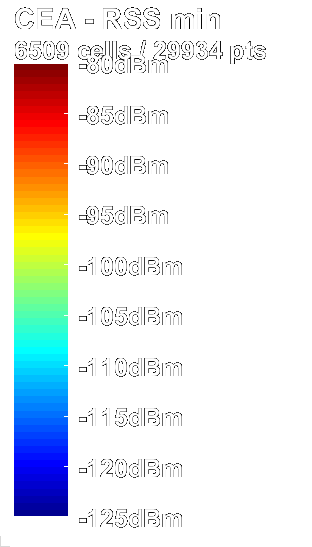 CEA - RSS min
6509 cells / 29934 pts
-80dBm
-85dBm
-90dBm
-95dBm
-100dBm
-105dBm
-110dBm
-115dBm
-120dBm
-125dBm